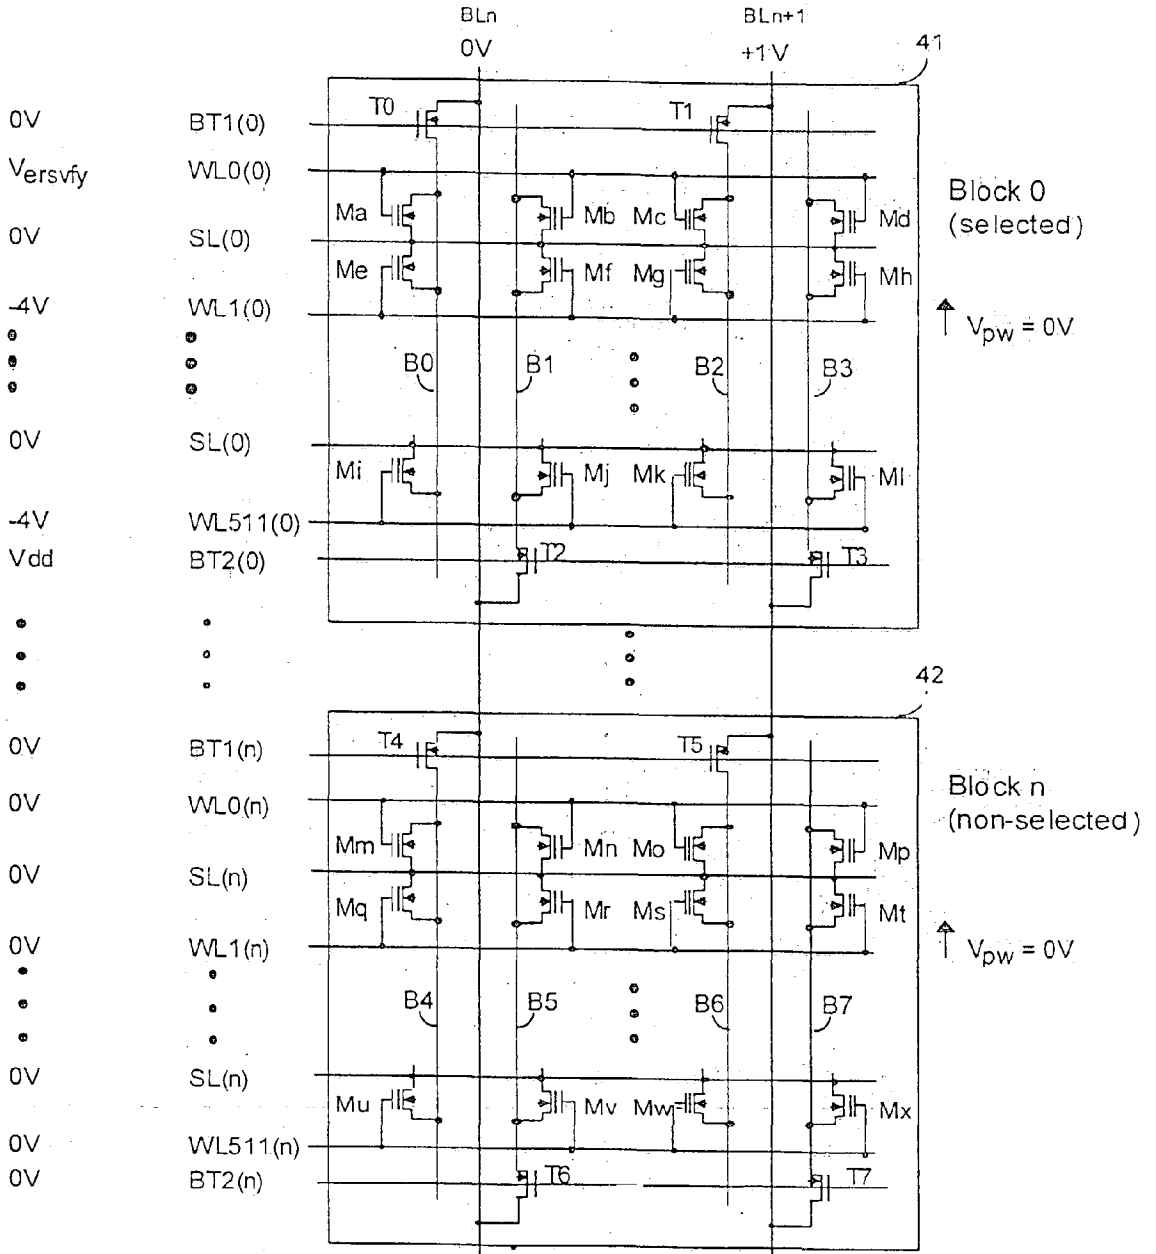 BLn BLn+1
0V +1V
41
T0 T1
0V BT1(0)
Versvfy WL0(0)
Block 0
(selected)
Ma Mb Mc Md
0V SL(0)
Me Mf Mg Mh
-4V WL1(0)
Vpw = 0V
B0 B1 B2 B3
0V SL(0)
Mi Mj Mk Ml
-4V WL511(0)
Vdd BT2(0) T2 T3
42
0V BT1(n) T4 T5
Block n
(non-selected)
0V WL0(n)
Mm Mn Mo Mp
0V SL(n)
Mq Mr Ms Mt
0V WL1(n)
Vpw = 0V
B4 B5 B6 B7
0V SL(n)
Mu Mv Mw Mx
0V WL511(n)
0V BT2(n) T6 T7